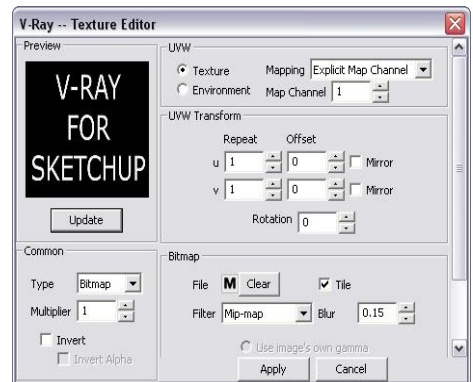 V-Ray -- Texture Editor
Preview
V-RAY
FOR
SKETCHUP
Update
UVW
Texture Mapping Explicit Map Channel
Environment Map Channel 1
UVW Transform
Repeat Offset
u 1 0 Mirror
v 1 0 Mirror
Rotation 0
Common
Type Bitmap
Multiplier 1
Invert
Invert Alpha
Bitmap
File M Clear Tile
Filter Mip-map Blur 0.15
Use image's own gamma
Apply Cancel